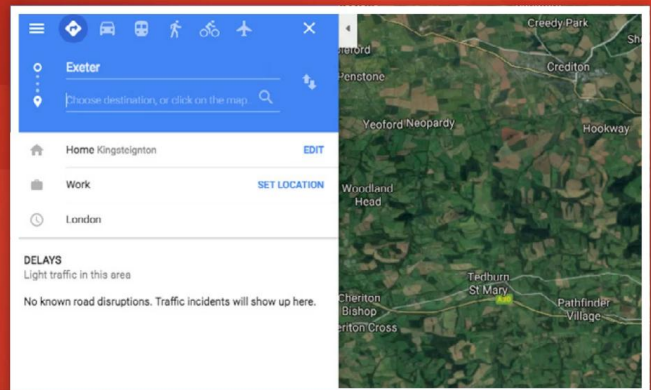 Exeter
Choose destination, or click on the map...
Home Kingsteignton
EDIT
Work
SET LOCATION
London
DELAYS
Light traffic in this area
No known road disruptions. Traffic incidents will show up here.
Creedy Park
Crediton
Penstone
Yeoford Neopardy
Hookway
Woodland
Head
Tedburn
St Mary
Cheriton
Bishop
Pathfinder
Village
eriton Cross